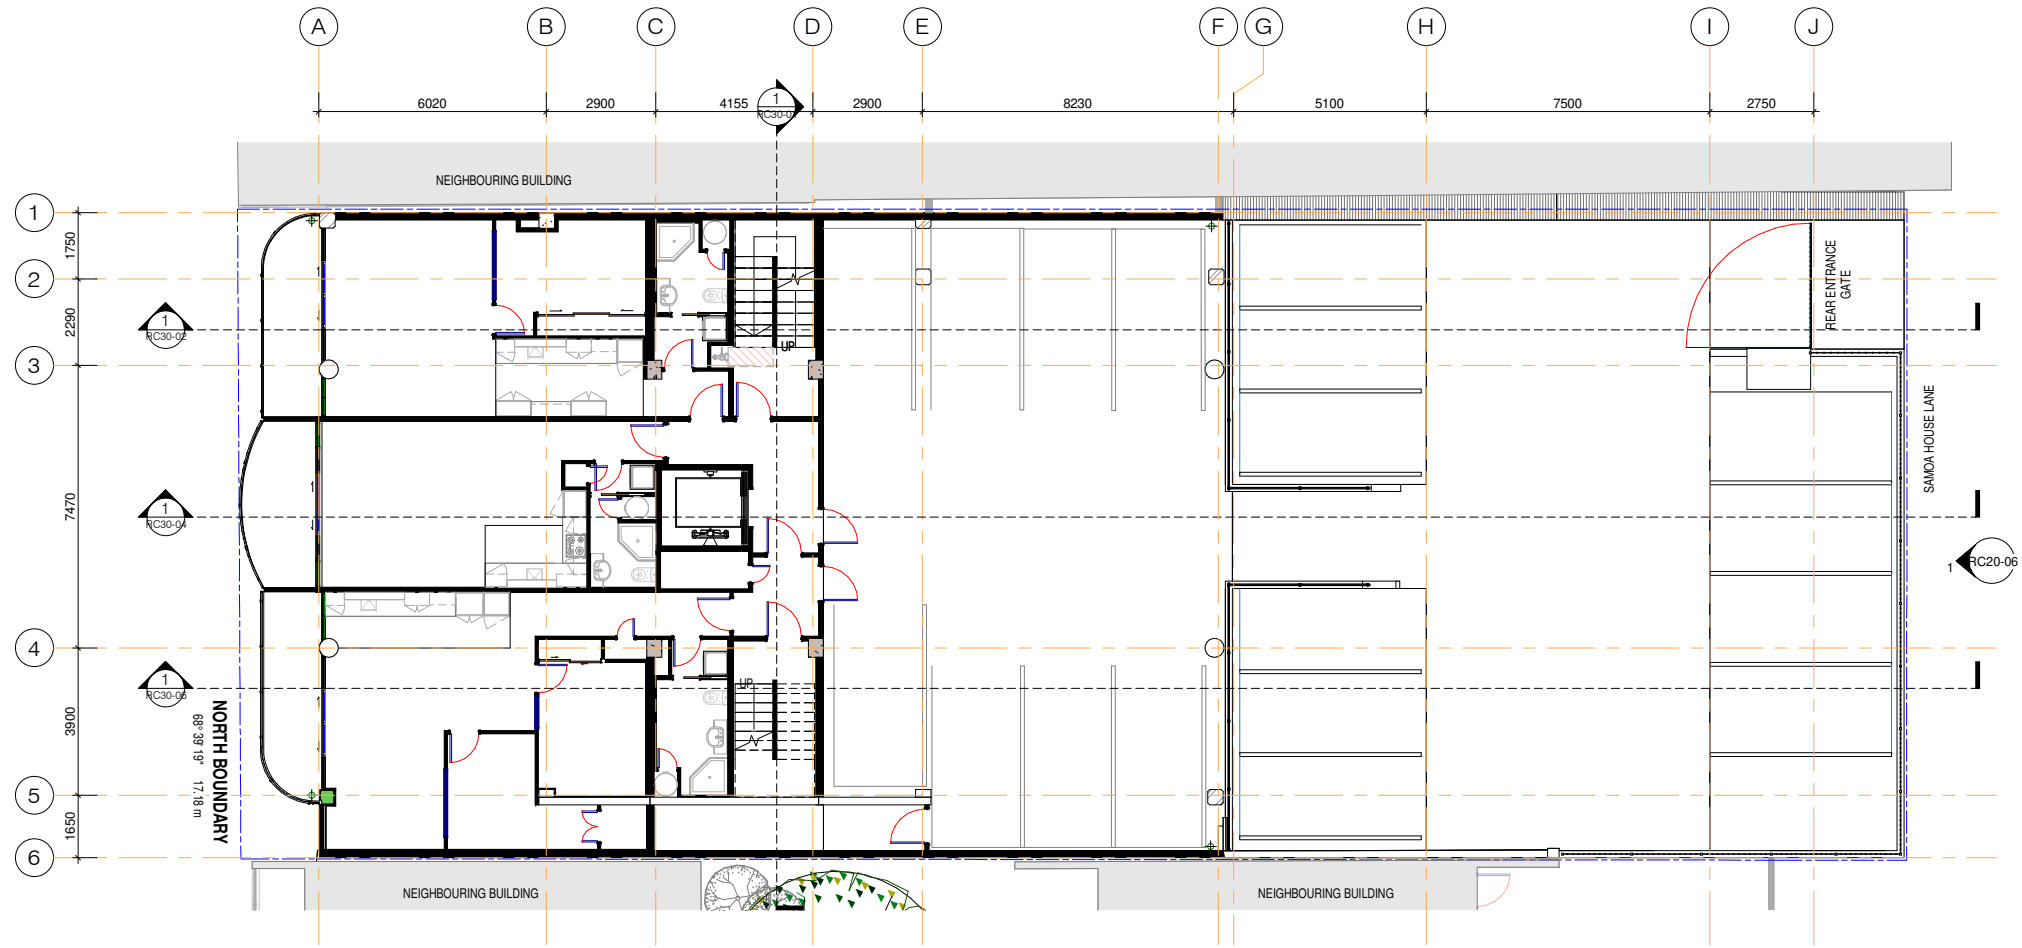 A B C D E F G H I J
6020 2900 4155 2900 8230 5100 7500 2750
1
RC30-07
NEIGHBOURING BUILDING
1
2
3
4
5
6
1750
2290
7470
3900
1650
1
RC30-02
1
RC30-04
1
RC30-06
UP
UP
REAR ENTRANCE
GATE
SAMOA HOUSE LANE
1 RC20-06
NORTH BOUNDARY
68° 39' 19" 17.18 m
NEIGHBOURING BUILDING
NEIGHBOURING BUILDING